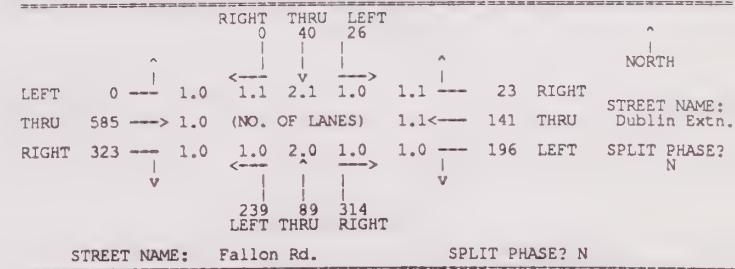 RIGHT THRU LEFT
0 40 26
NORTH
LEFT 0 --- 1.0 1.1 2.1 1.0 1.1 --- 23 RIGHT
STREET NAME:
THRU 585 ---> 1.0 (NO. OF LANES) 1.1<--- 141 THRU Dublin Extn.
RIGHT 323 --- 1.0 1.0 2.0 1.0 1.0 --- 196 LEFT SPLIT PHASE?
N
239 89 314
LEFT THRU RIGHT
STREET NAME: Fallon Rd. SPLIT PHASE? N